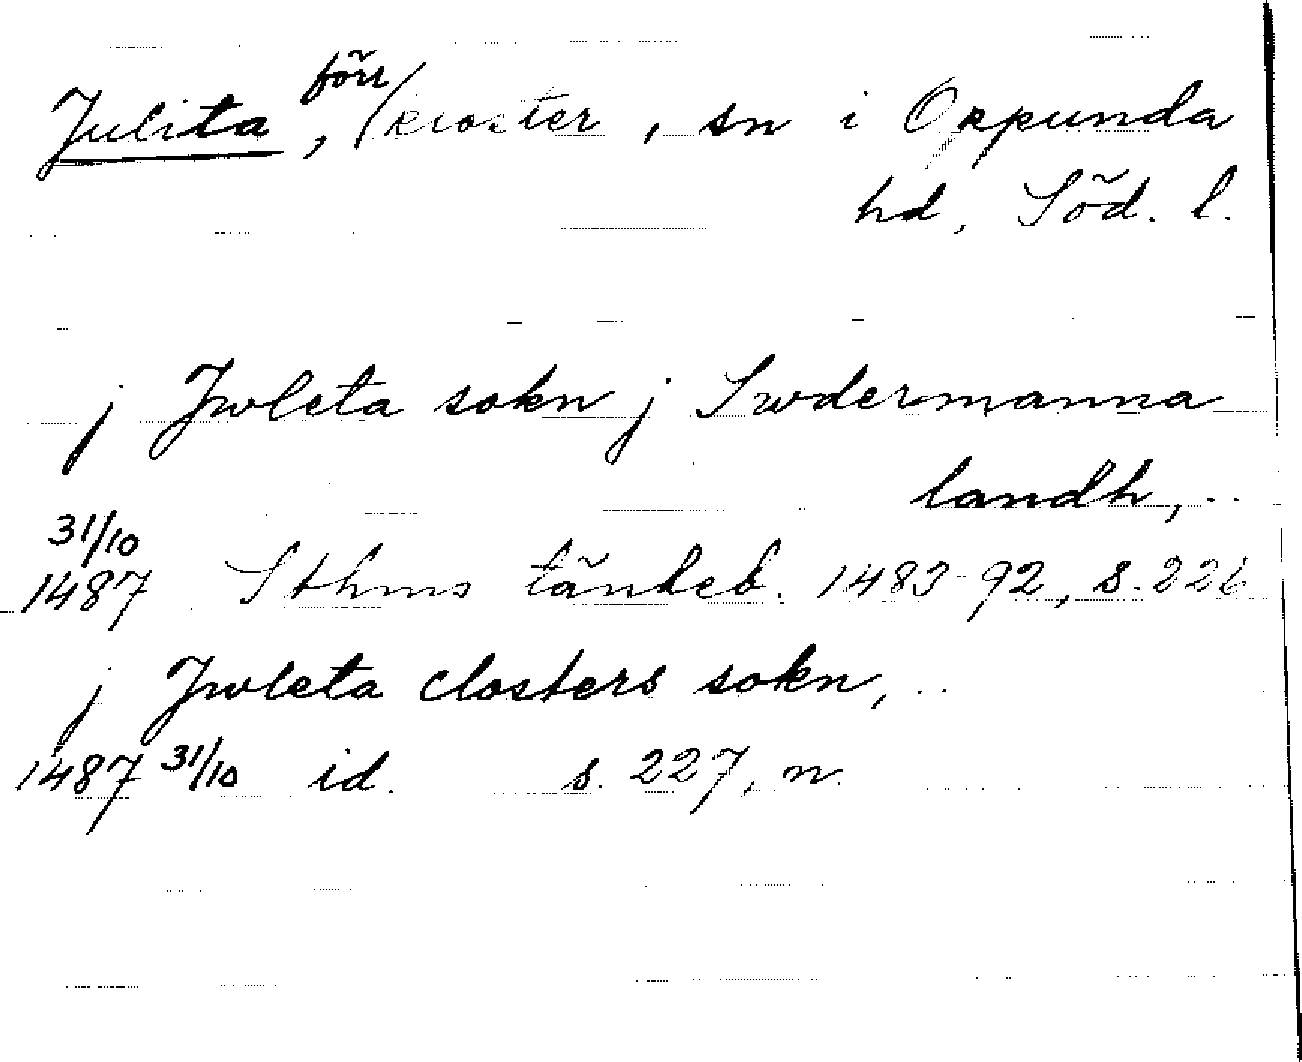 Julita, förr kloster, sn i Oppunda
hd, Söd. l.
j Jwleta sokn j Swdermanna
landh, ..
31/10
1487 Sthms tänkeb. 1483-92, s. 226
j Jwleta closters sokn, ..
1487 31/10 id. s. 227, n.